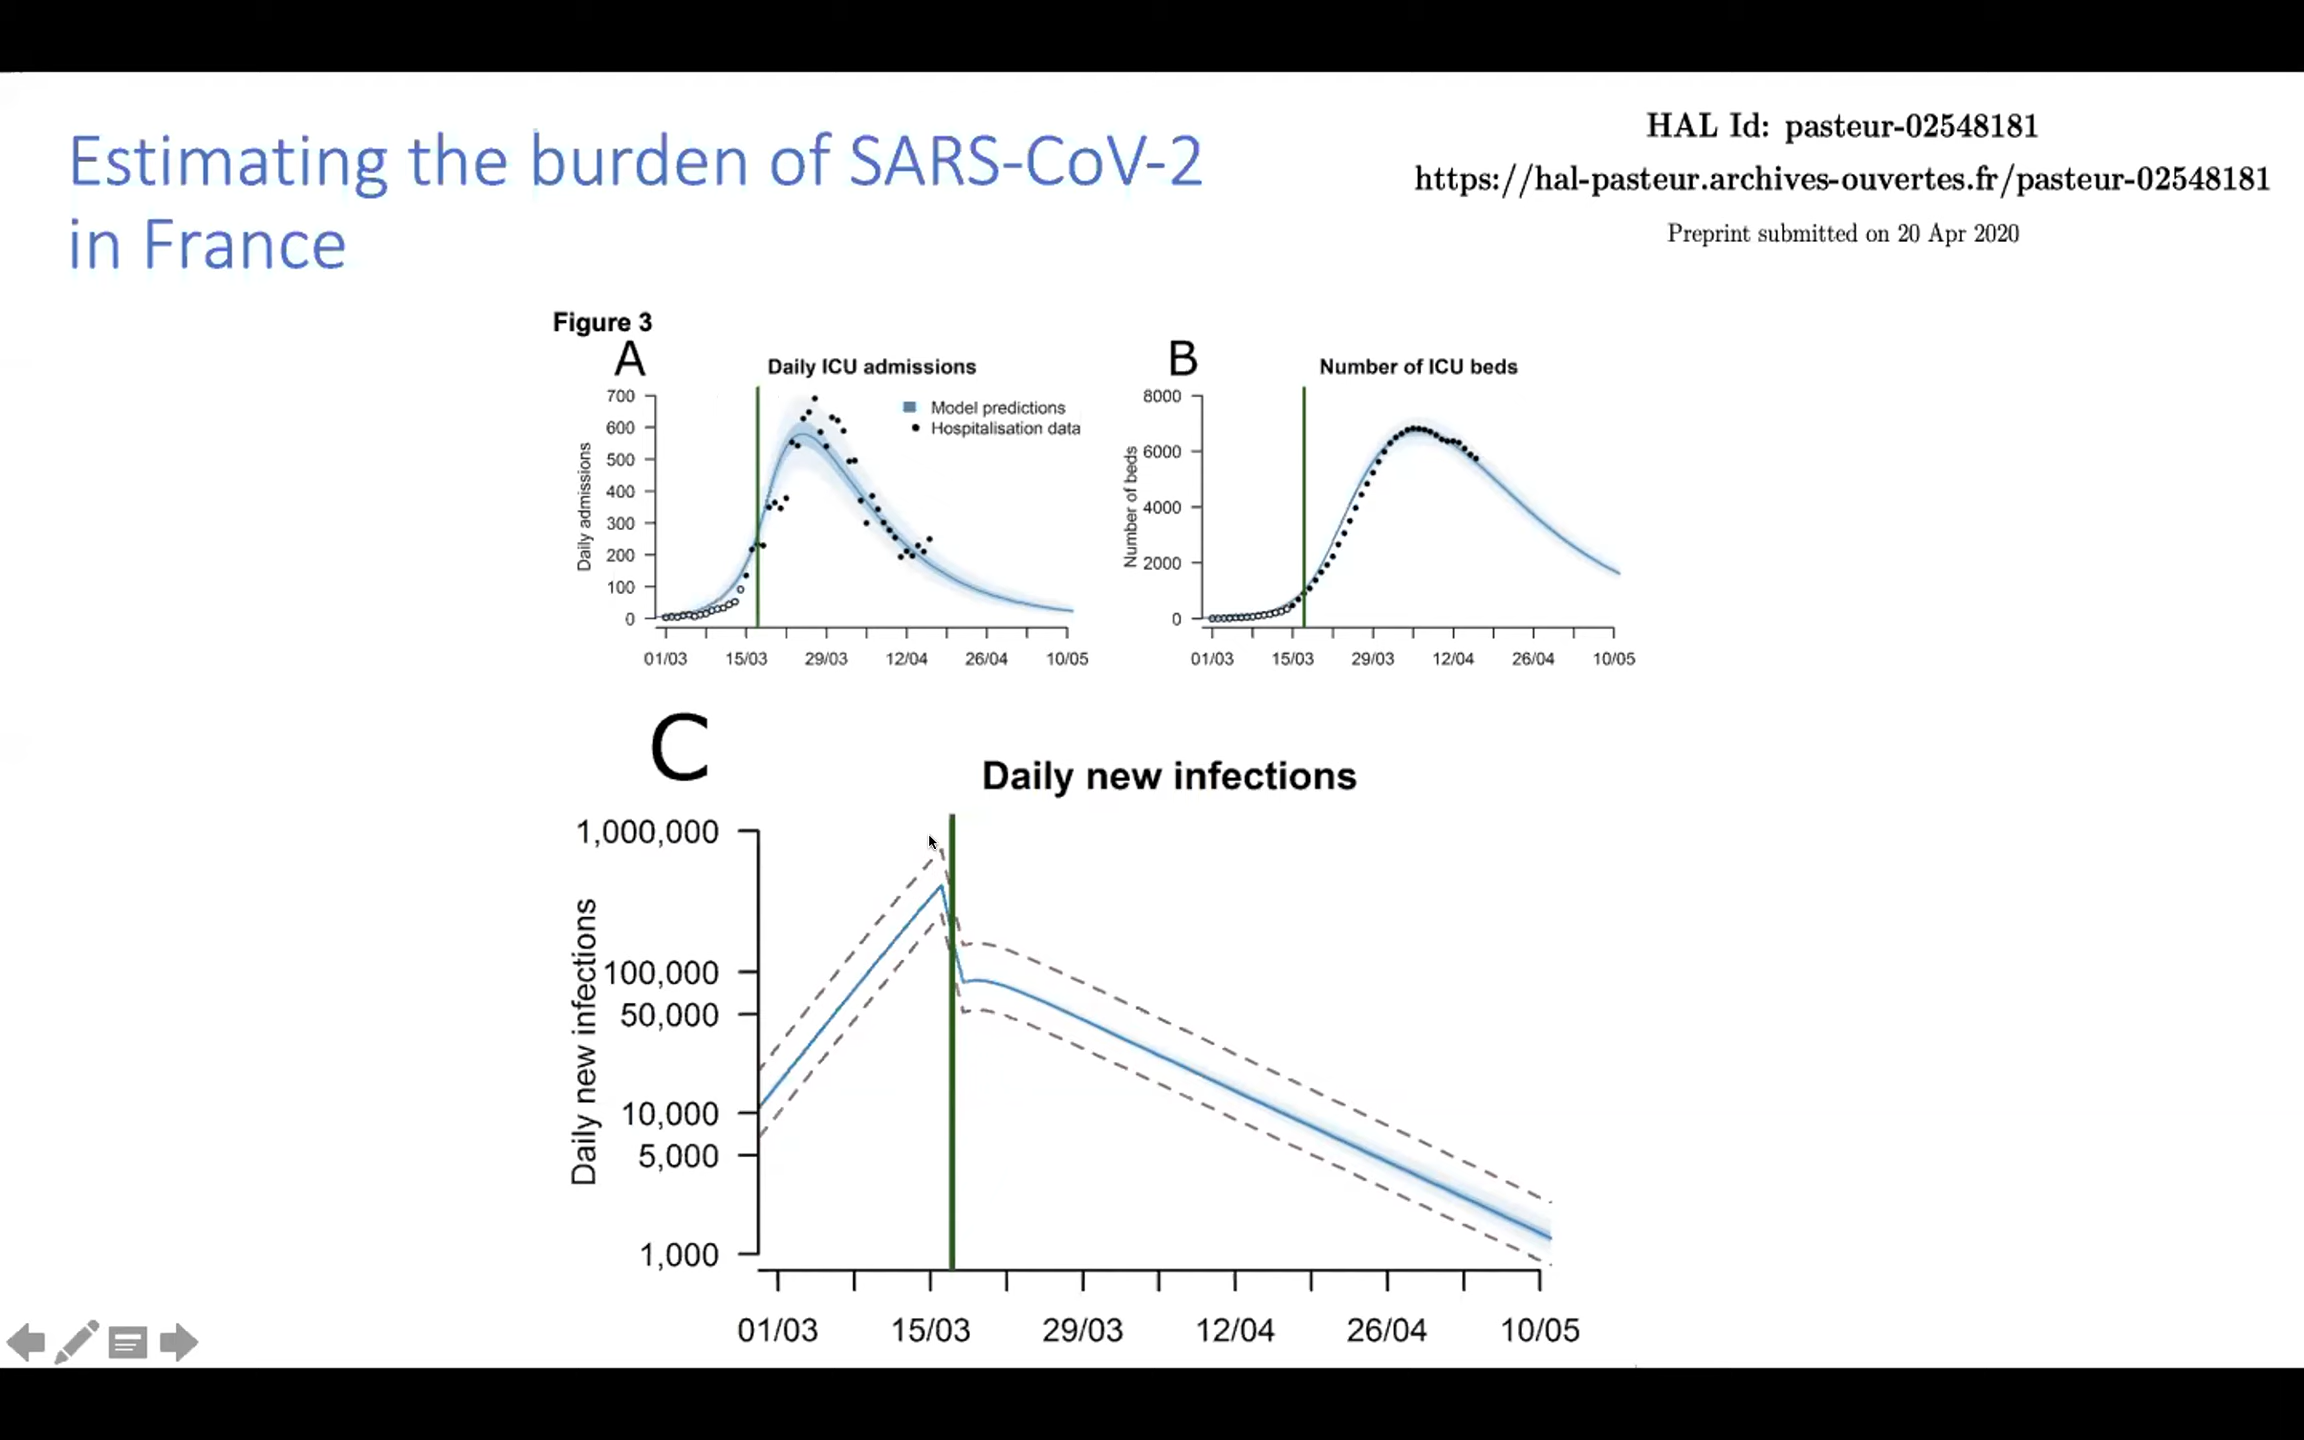 Estimating the burden of SARS-CoV-2
in France
HAL Id: pasteur-02548181
https://hal-pasteur.archives-ouvertes.fr/pasteur-02548181
Preprint submitted on 20 Apr 2020
Figure 3
A
Daily ICU admissions
Model predictions
Hospitalisation data
Daily admissions
700
600
500
400
300
200
100
0
01/03 15/03 29/03 12/04 26/04 10/05
B
Number of ICU beds
Number of beds
8000
6000
4000
2000
0
01/03 15/03 29/03 12/04 26/04 10/05
C
Daily new infections
Daily new infections
1,000,000
100,000
50,000
10,000
5,000
1,000
01/03 15/03 29/03 12/04 26/04 10/05